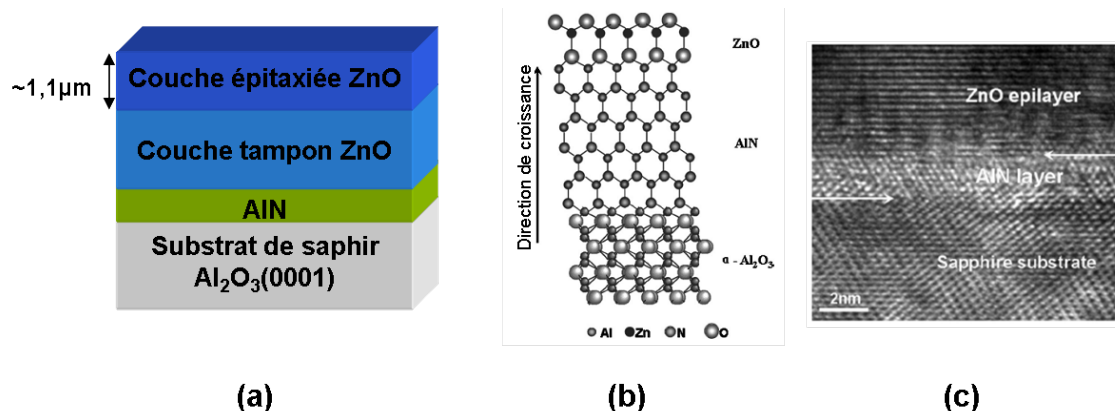 ~1,1µm
Couche épitaxiée ZnO
Couche tampon ZnO
AlN
Substrat de saphir
Al₂O₃(0001)
(a)
Direction de croissance
ZnO
AlN
α - Al₂O₃.
Al Zn N O
(b)
ZnO epilayer
AlN layer
Sapphire substrate
2nm
(c)